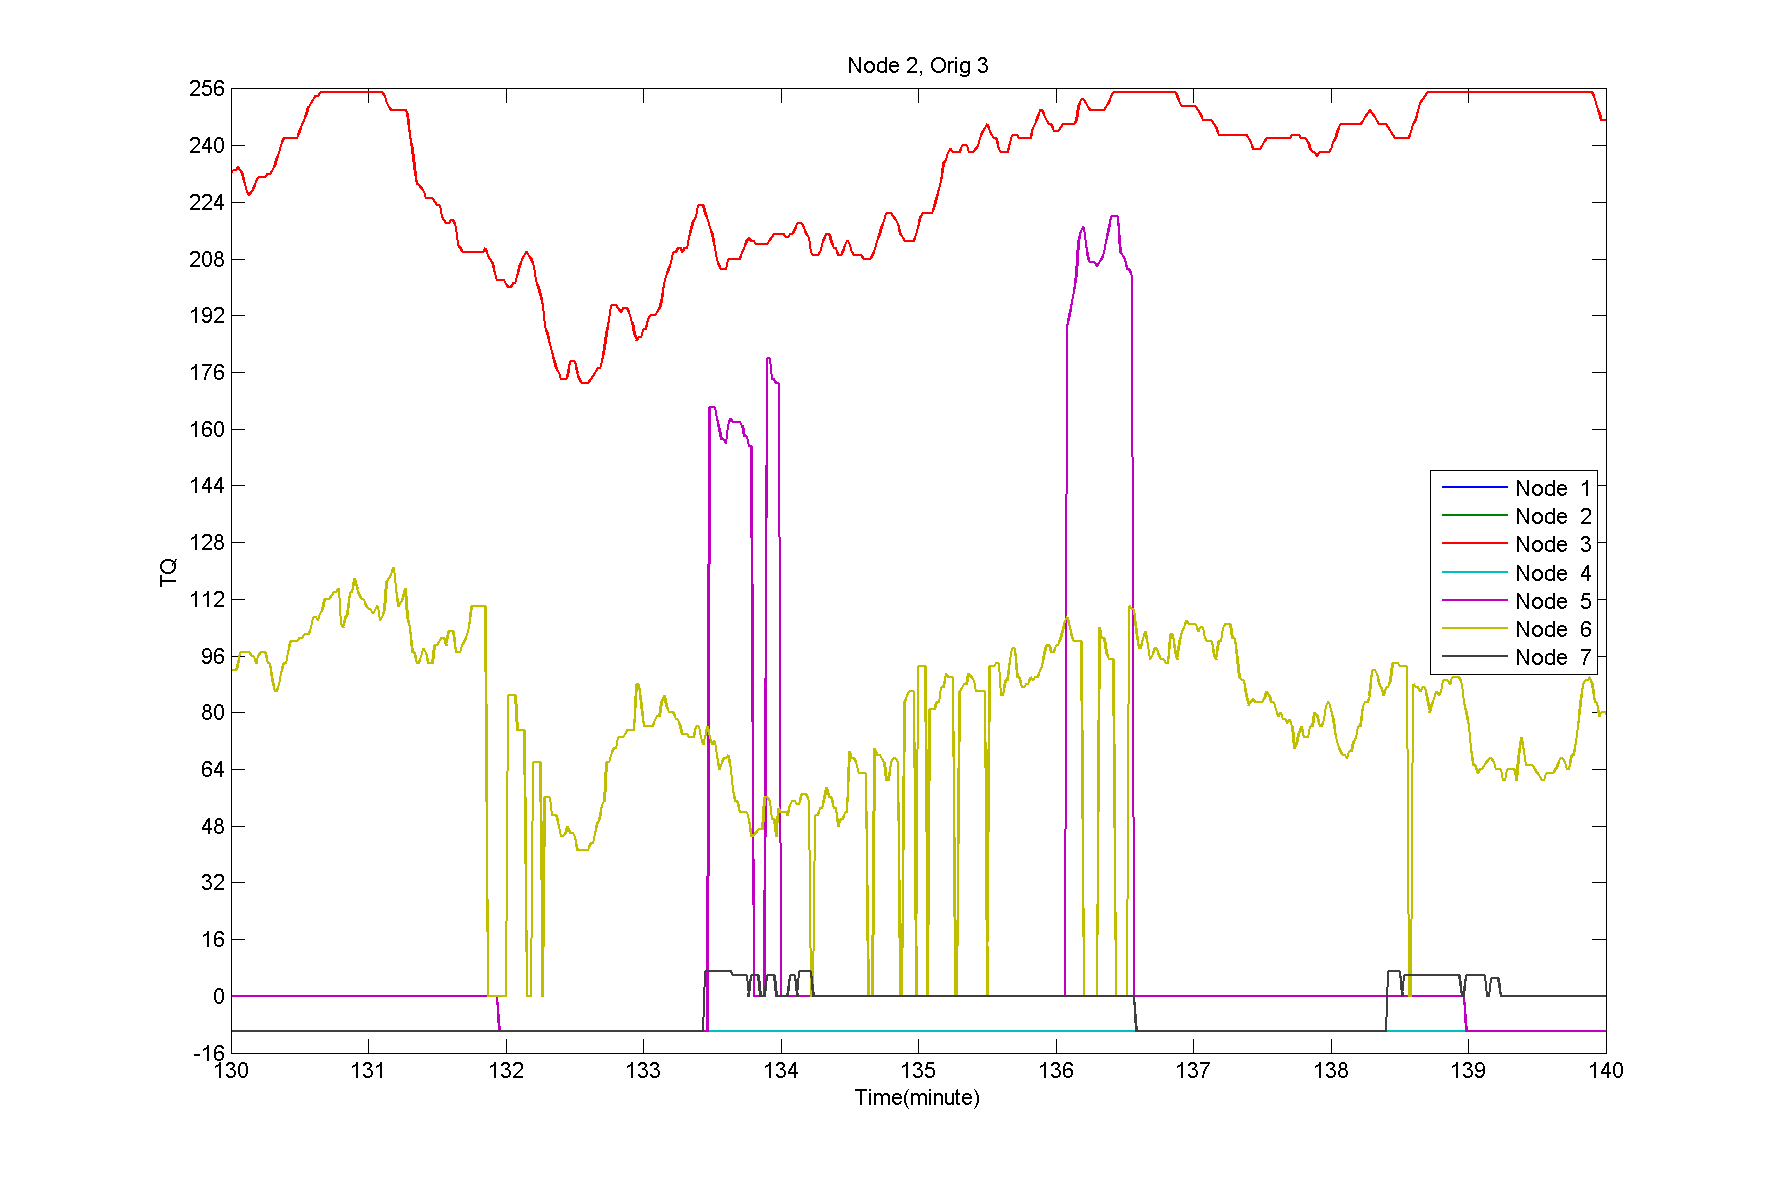 Node 2, Orig 3
256
240
224
208
192
176
160
144
128
112
96
80
64
48
32
16
0
-16
TQ
Node 1
Node 2
Node 3
Node 4
Node 5
Node 6
Node 7
130 131 132 133 134 135 136 137 138 139 140
Time(minute)